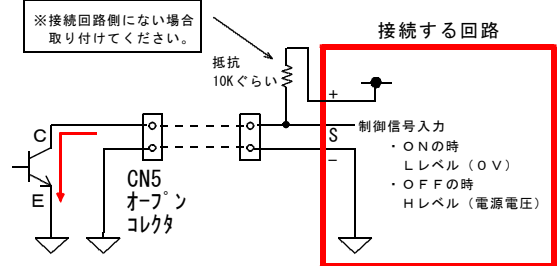 ※接続回路側にない場合
取り付けてください。
接続する回路
抵抗
10Kぐらい
+
制御信号入力
S
・ONの時
Lレベル（0V）
・OFFの時
Hレベル（電源電圧）
−
C
E
CN5
オープン
コレクタ